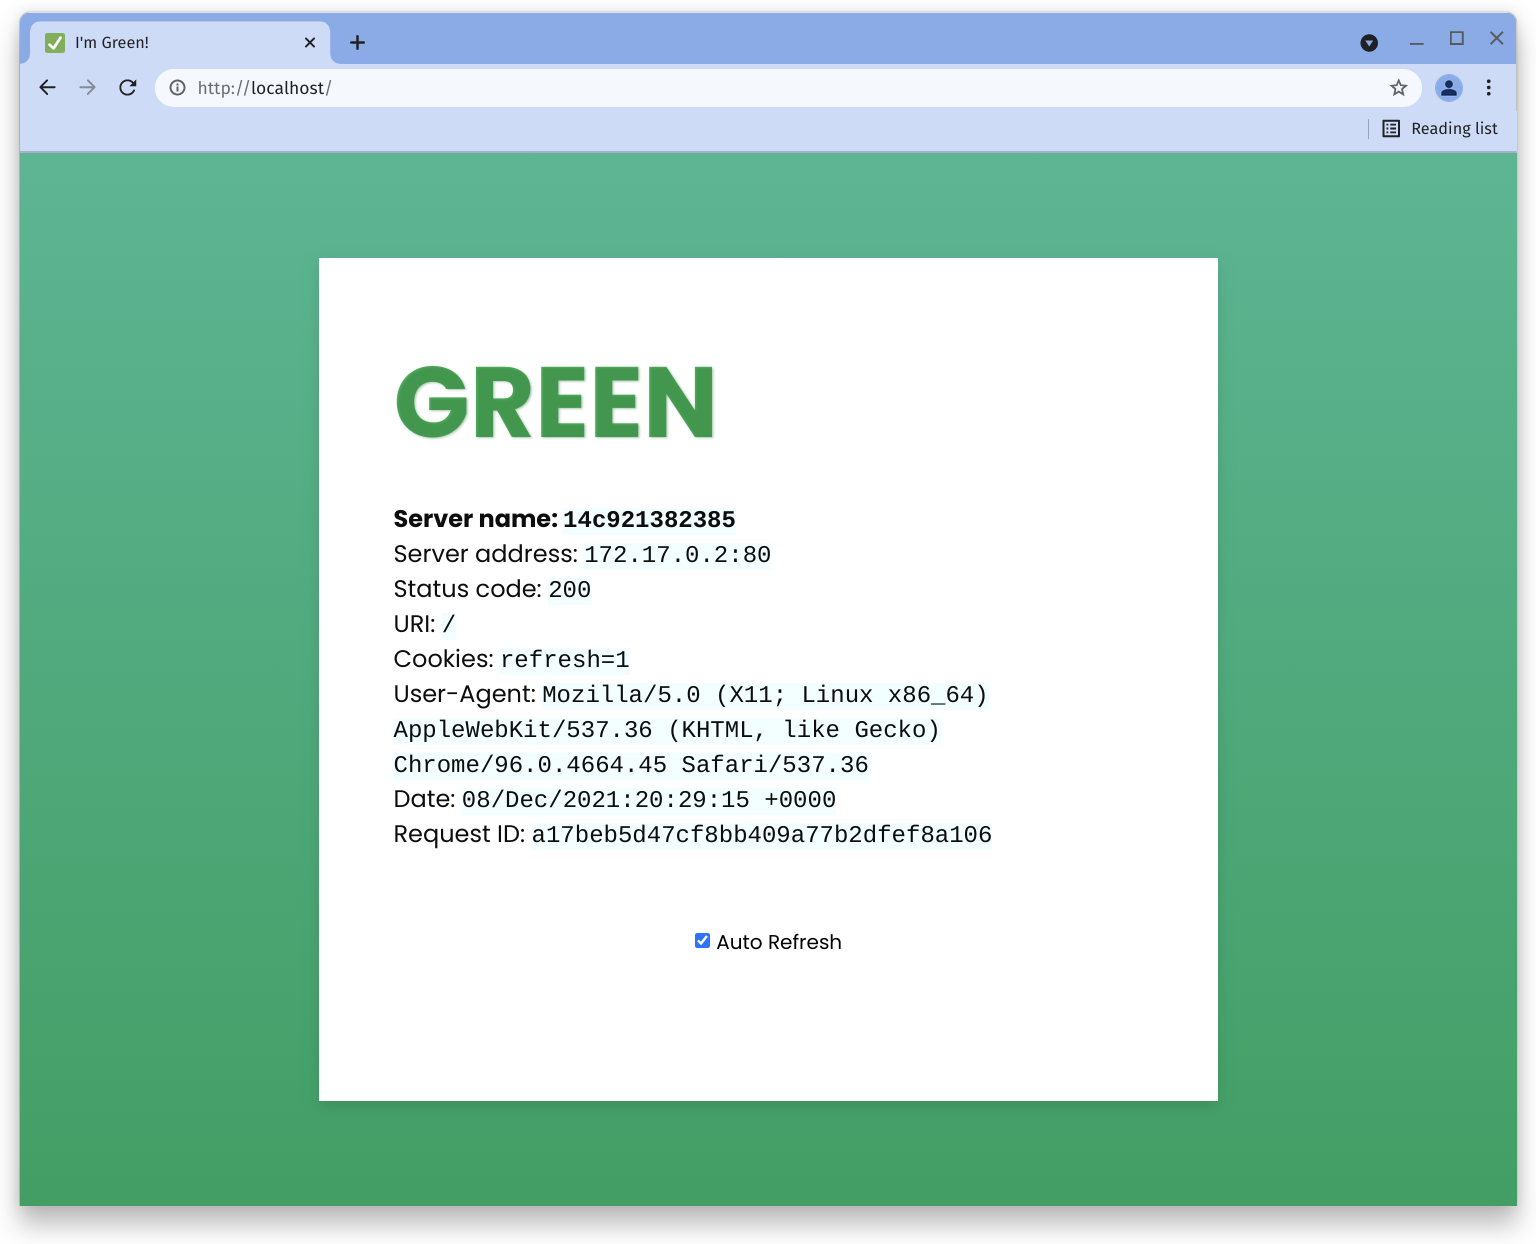 I'm Green!
http://localhost/
Reading list
GREEN
Server name: 14c921382385
Server address: 172.17.0.2:80
Status code: 200
URI: /
Cookies: refresh=1
User-Agent: Mozilla/5.0 (X11; Linux x86_64)
AppleWebKit/537.36 (KHTML, like Gecko)
Chrome/96.0.4664.45 Safari/537.36
Date: 08/Dec/2021:20:29:15 +0000
Request ID: a17beb5d47cf8bb409a77b2dfef8a106
Auto Refresh